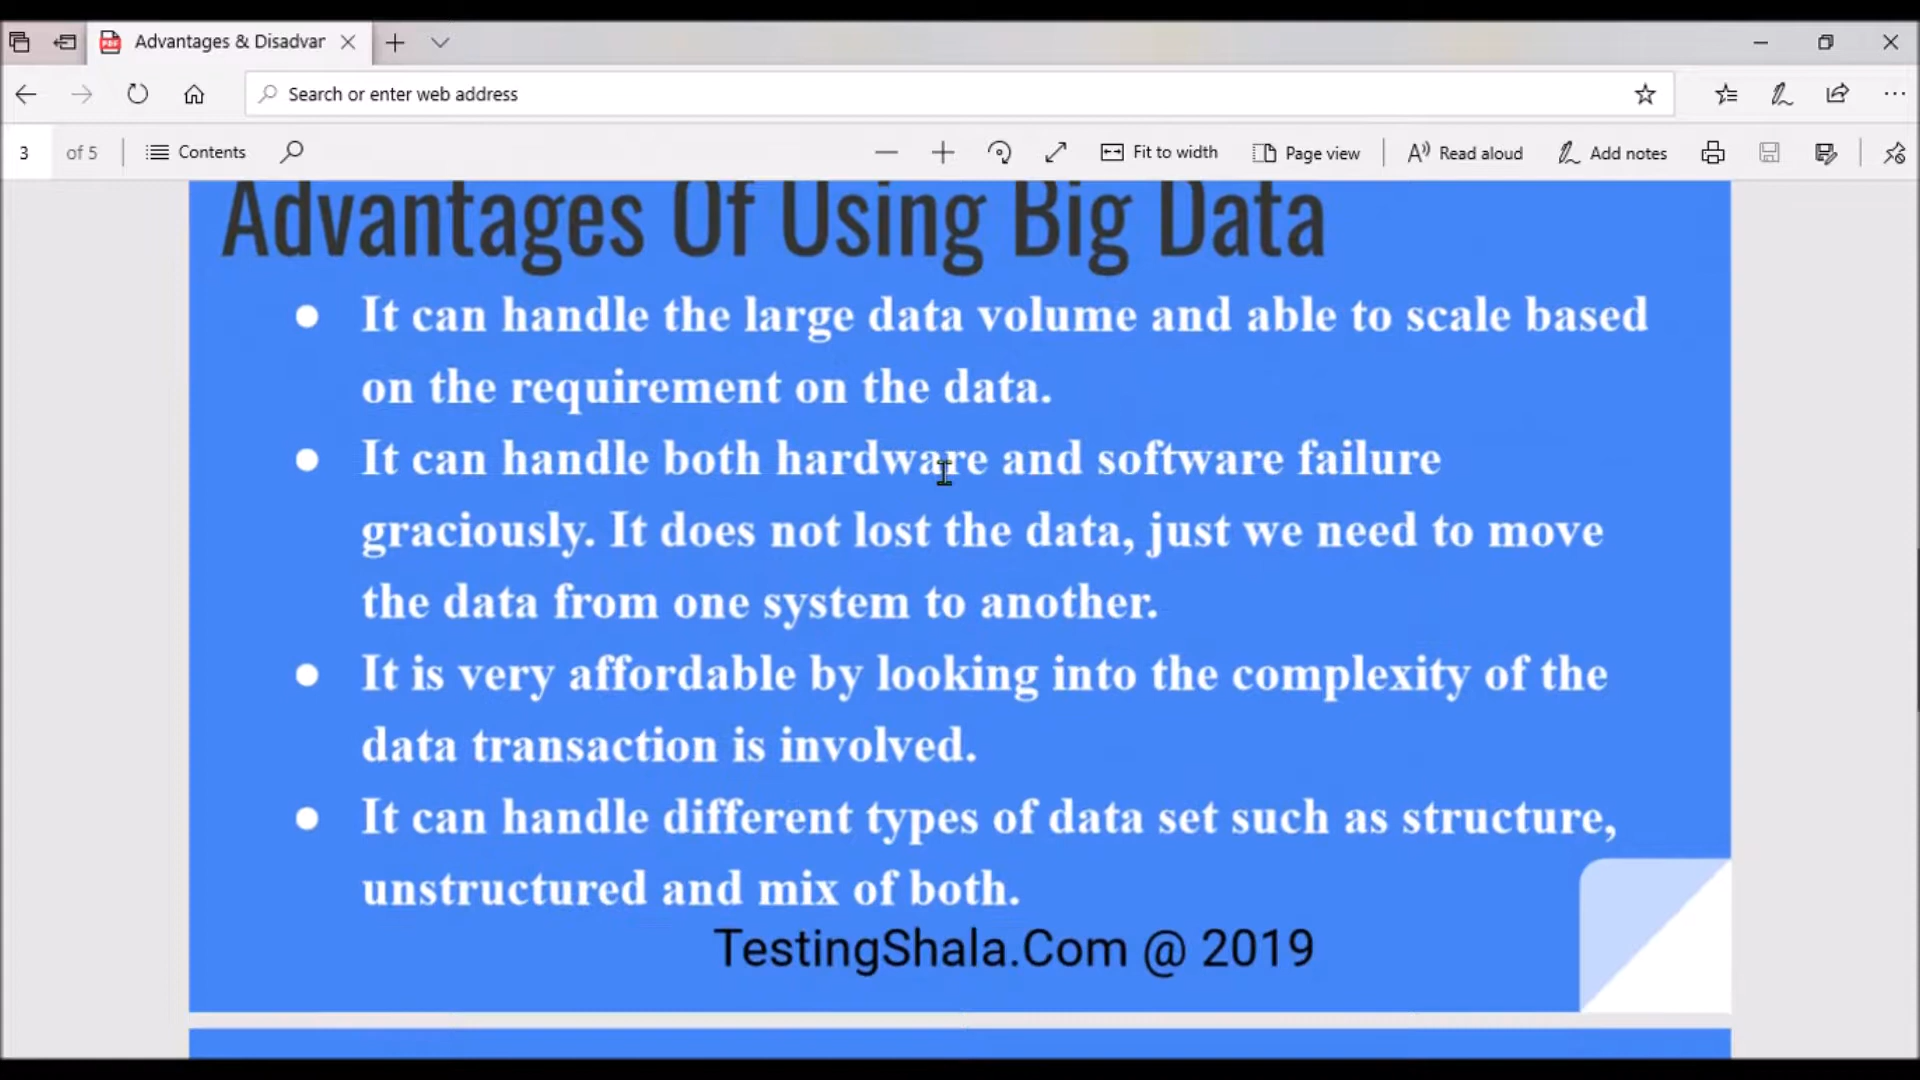 Advantages & Disadvar
Search or enter web address
3 of 5 Contents Fit to width Page view Read aloud Add notes
Advantages Of Using Big Data
● It can handle the large data volume and able to scale based
on the requirement on the data.
● It can handle both hardware and software failure
graciously. It does not lost the data, just we need to move
the data from one system to another.
● It is very affordable by looking into the complexity of the
data transaction is involved.
● It can handle different types of data set such as structure,
unstructured and mix of both.
TestingShala.Com @ 2019